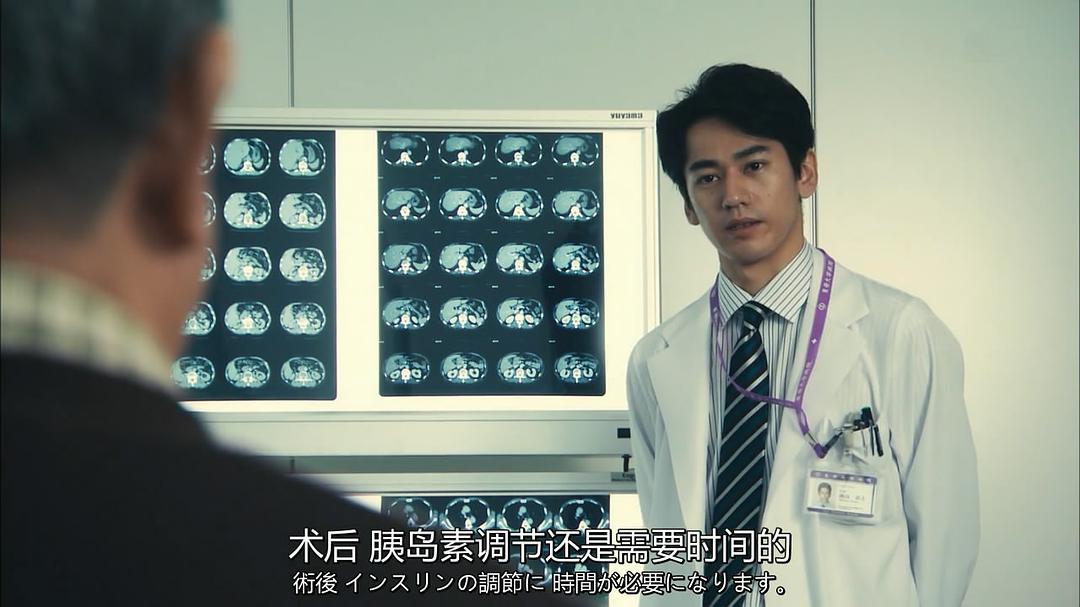 yuyama
术后 胰岛素调节还是需要时间的
術後 インスリンの調節に 時間が必要になります。